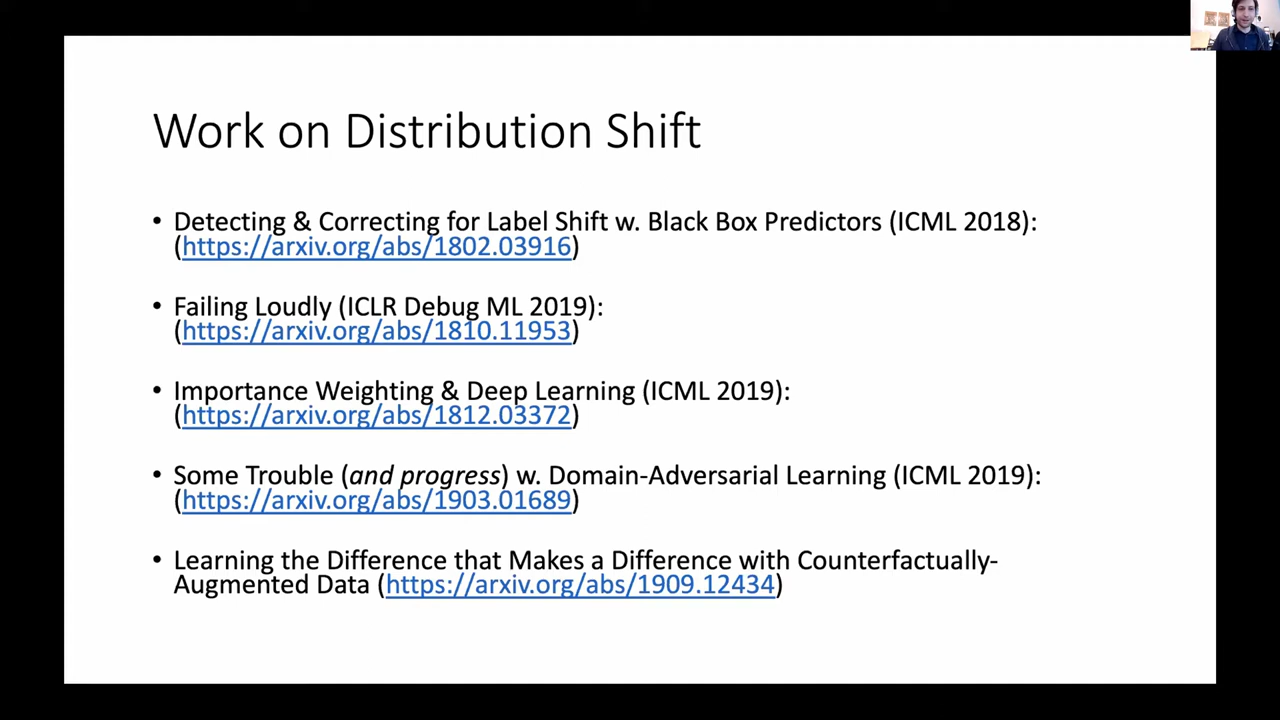 Work on Distribution Shift
• Detecting & Correcting for Label Shift w. Black Box Predictors (ICML 2018):
(https://arxiv.org/abs/1802.03916)
• Failing Loudly (ICLR Debug ML 2019):
(https://arxiv.org/abs/1810.11953)
• Importance Weighting & Deep Learning (ICML 2019):
(https://arxiv.org/abs/1812.03372)
• Some Trouble (and progress) w. Domain-Adversarial Learning (ICML 2019):
(https://arxiv.org/abs/1903.01689)
• Learning the Difference that Makes a Difference with Counterfactually-
Augmented Data (https://arxiv.org/abs/1909.12434)